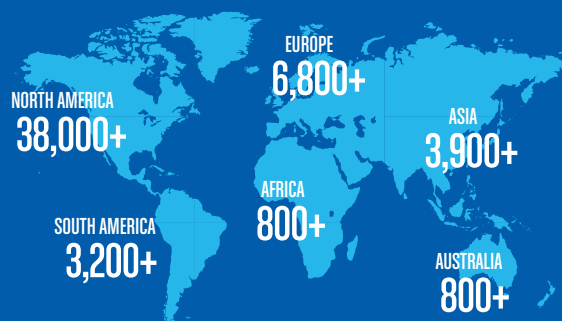 EUROPE
6,800+
NORTH AMERICA
38,000+
ASIA
3,900+
AFRICA
800+
SOUTH AMERICA
3,200+
AUSTRALIA
800+